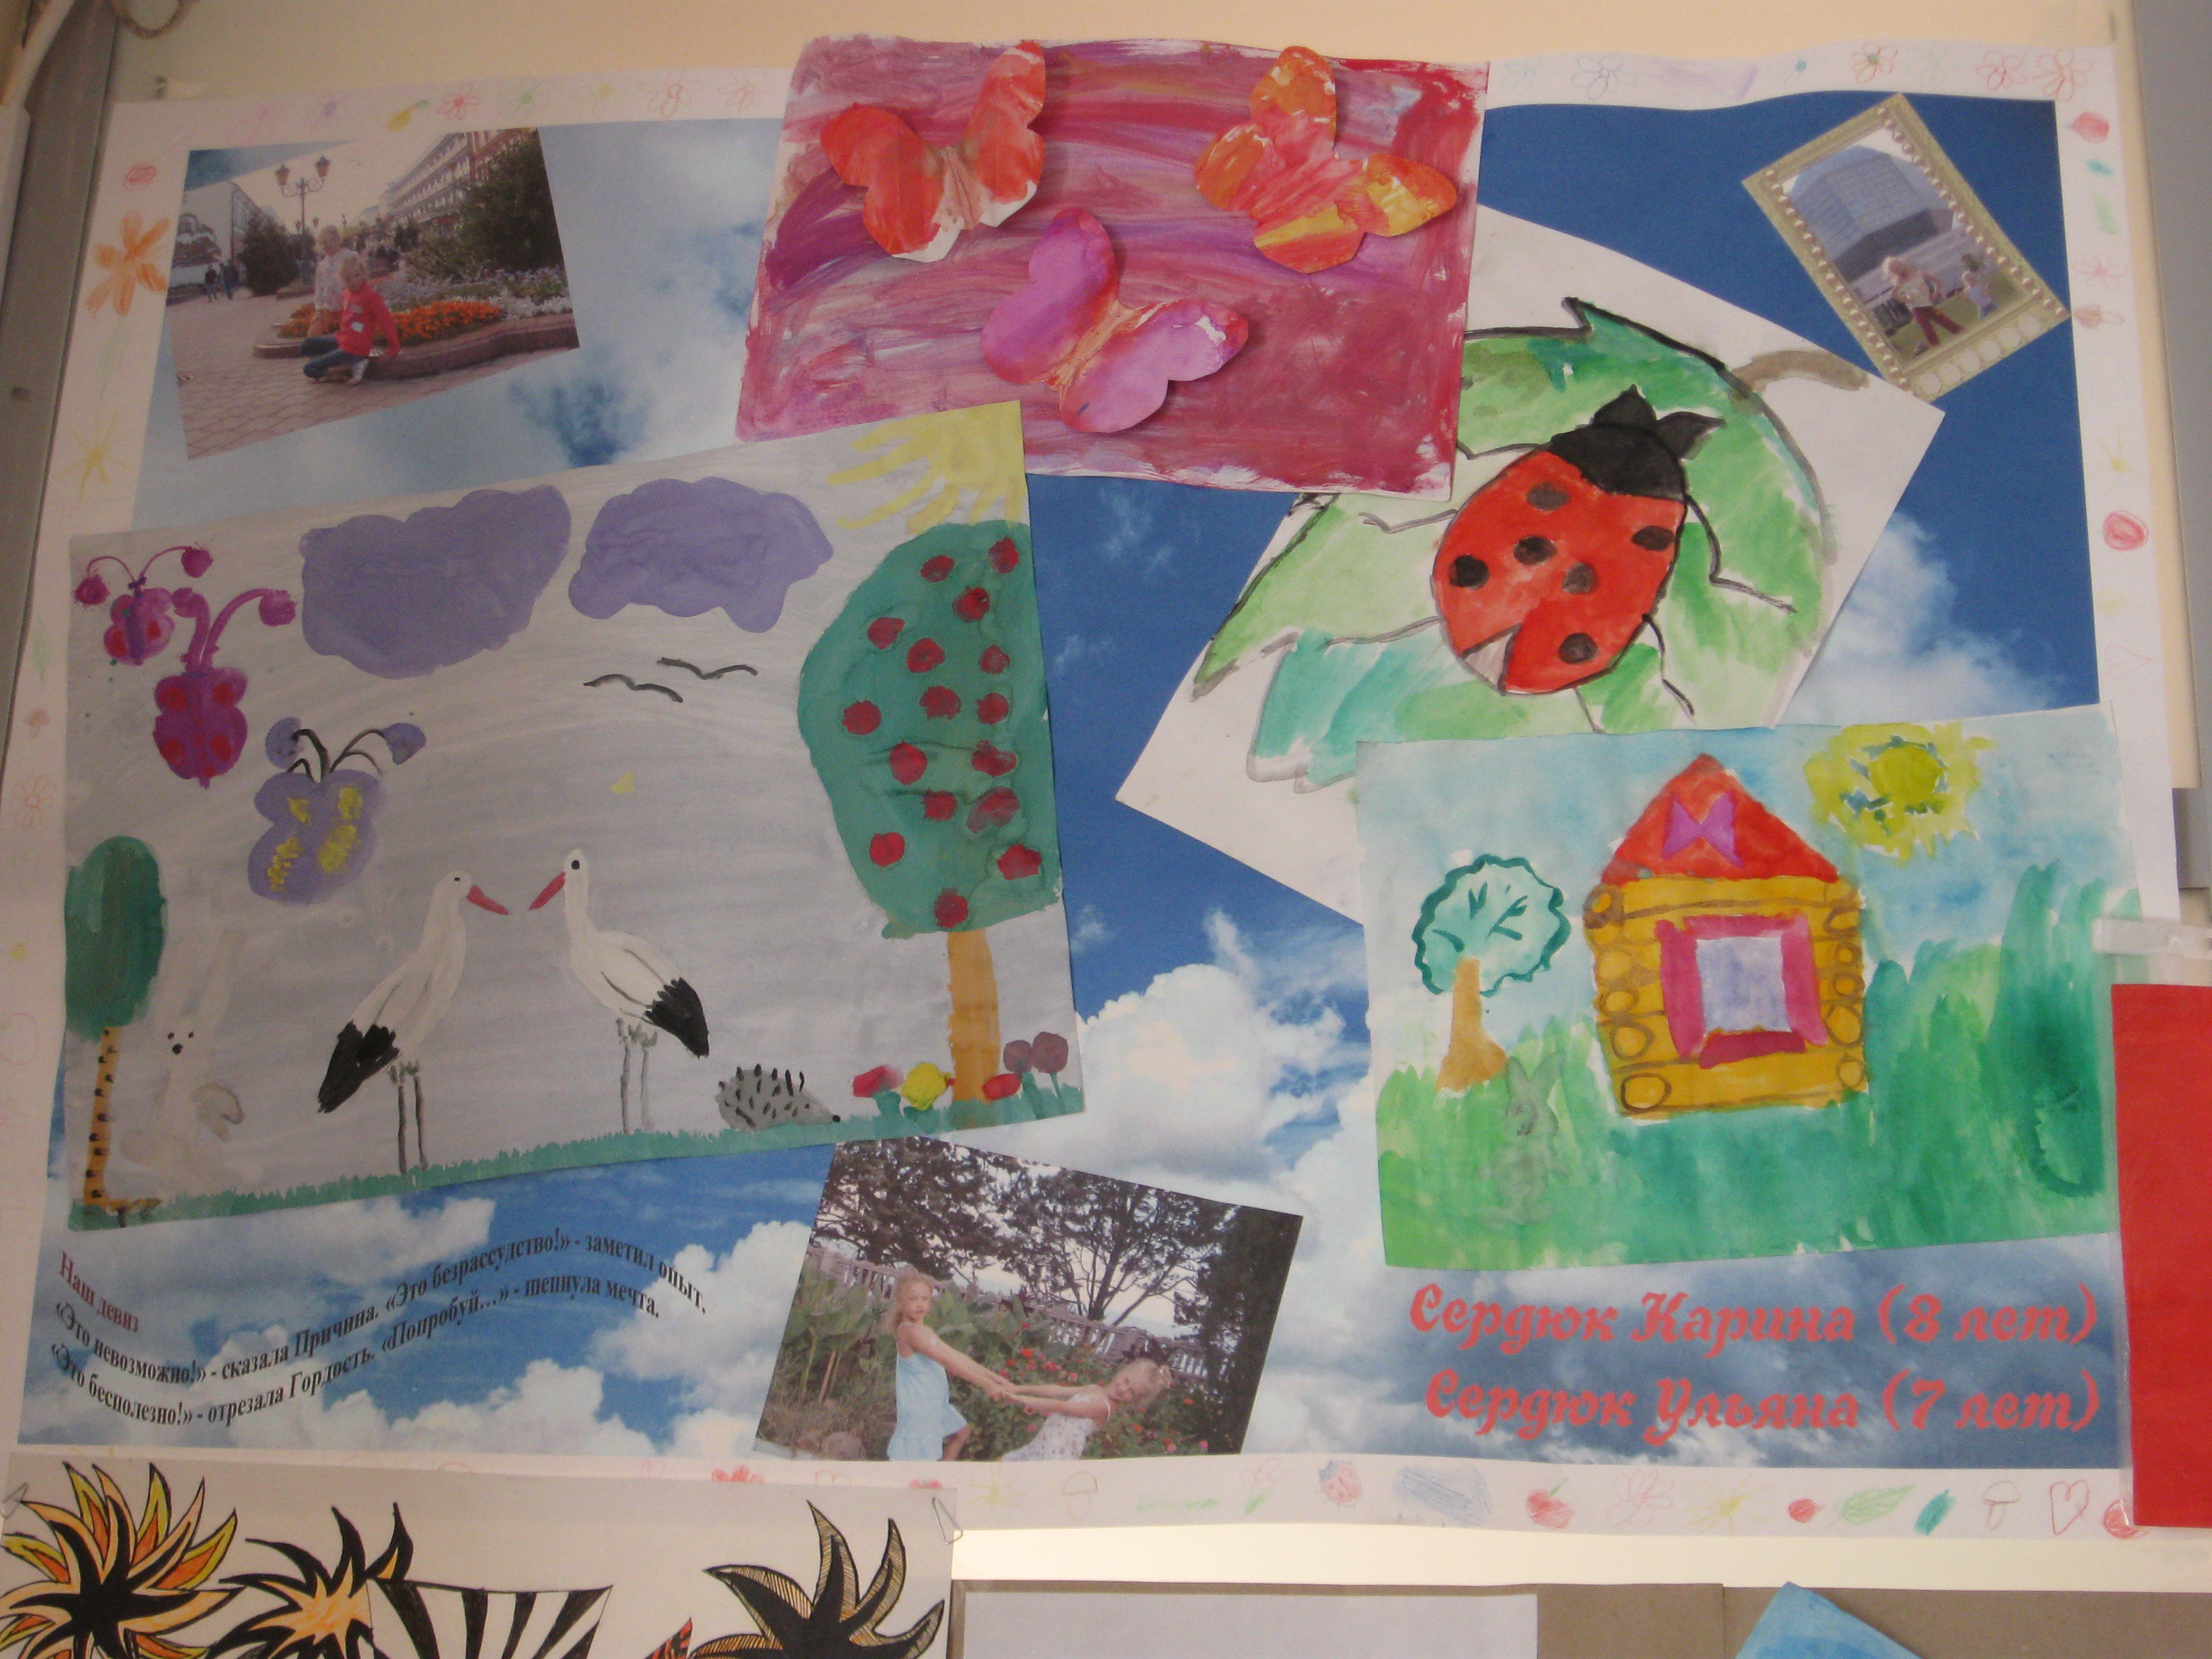 Наш девиз
«Это невозможно!» - сказала Причина. «Это безрассудство!» - заметил опыт.
«Это бесполезно!» - отрезала Гордость. «Попробуй...» - шепнула мечта.
Сердюк Карина (8 лет)
Сердюк Ульяна (7 лет)